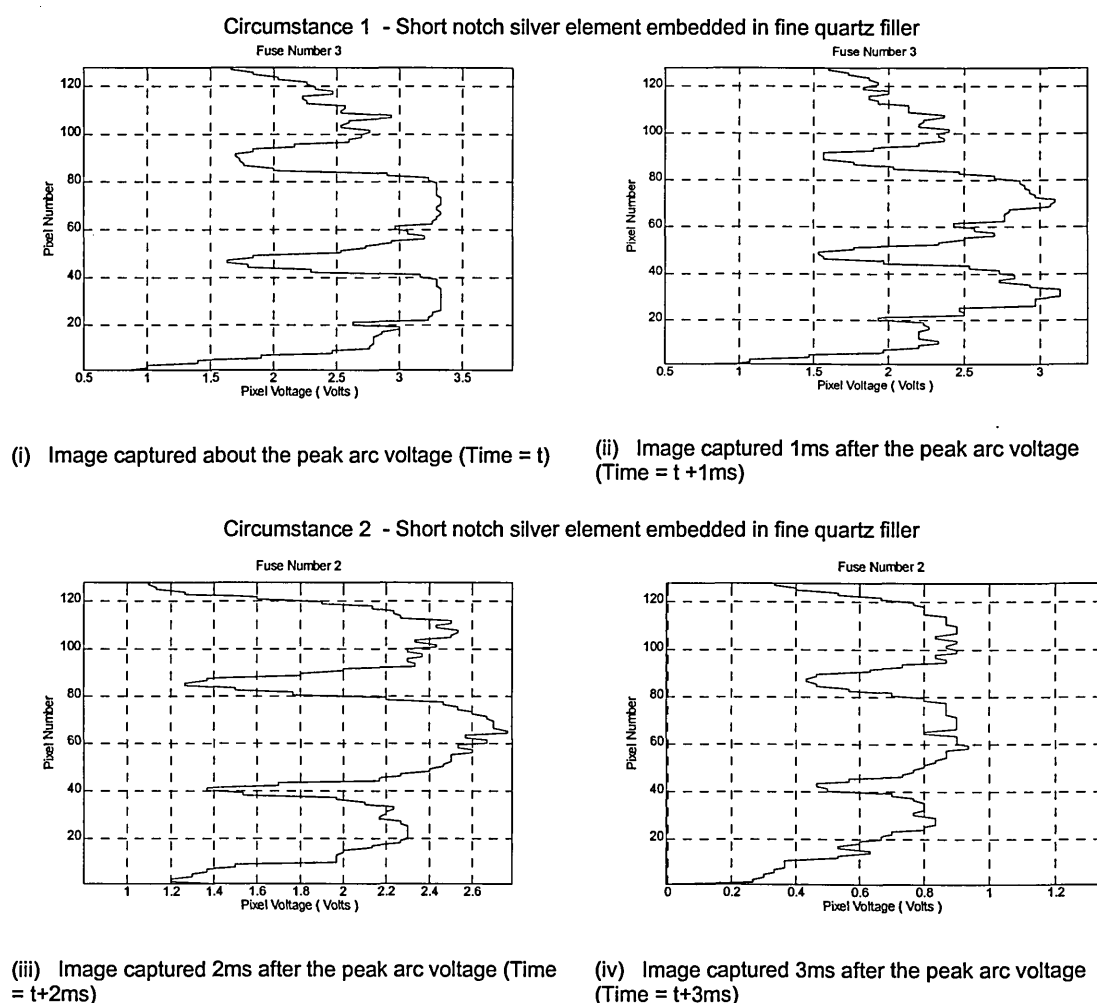 Circumstance 1 - Short notch silver element embedded in fine quartz filler
Fuse Number 3
120
100
80
60
40
20
Pixel Number
0.5 1 1.5 2 2.5 3 3.5
Pixel Voltage ( Volts )
(i) Image captured about the peak arc voltage (Time = t)
Fuse Number 3
120
100
80
60
40
20
Pixel Number
0.5 1 1.5 2 2.5 3
Pixel Voltage ( Volts )
(ii) Image captured 1ms after the peak arc voltage
(Time = t +1ms)
Circumstance 2 - Short notch silver element embedded in fine quartz filler
Fuse Number 2
120
100
80
60
40
20
Pixel Number
1 1.2 1.4 1.6 1.8 2 2.2 2.4 2.6
Pixel Voltage ( Volts )
(iii) Image captured 2ms after the peak arc voltage (Time
= t+2ms)
Fuse Number 2
120
100
80
60
40
20
Pixel Number
0 0.2 0.4 0.6 0.8 1 1.2
Pixel Voltage ( Volts )
(iv) Image captured 3ms after the peak arc voltage
(Time = t+3ms)